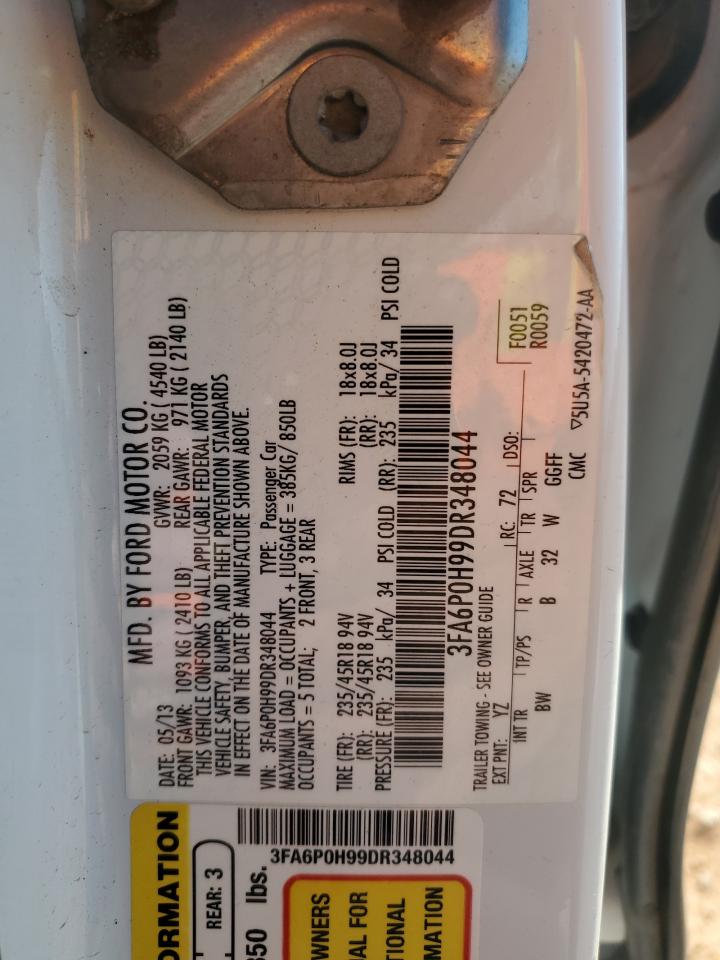 MFD. BY FORD MOTOR CO.
DATE: 05/13 GVWR: 2059 KG ( 4540 LB)
FRONT GAWR: 1093 KG ( 2410 LB) REAR GAWR: 971 KG ( 2140 LB)
THIS VEHICLE CONFORMS TO ALL APPLICABLE FEDERAL MOTOR
VEHICLE SAFETY, BUMPER, AND THEFT PREVENTION STANDARDS
IN EFFECT ON THE DATE OF MANUFACTURE SHOWN ABOVE.
VIN: 3FA6P0H99DR348044 TYPE: Passenger Car
MAXIMUM LOAD = OCCUPANTS + LUGGAGE = 385KG/ 850LB
OCCUPANTS = 5 TOTAL; 2 FRONT, 3 REAR
TIRE (FR): 235/45R18 94V RIMS (FR): 18x8.0J
(RR): 235/45R18 94V (RR): 18x8.0J
PRESSURE (FR): 235 kPa/ 34 PSI COLD (RR): 235 kPa/ 34 PSI COLD
3FA6P0H99DR348044
TRAILER TOWING - SEE OWNER GUIDE F0051
EXT PNT: YZ RC: 72 DSO: R0059
INT TR TP/PS R AXLE TR SPR
BW B 32 W GGFF
CMC ▽5U5A-5420472-AA
ORMATION
REAR: 3
350 lbs.
3FA6P0H99DR348044
WNERS
AL FOR
TIONAL
MATION